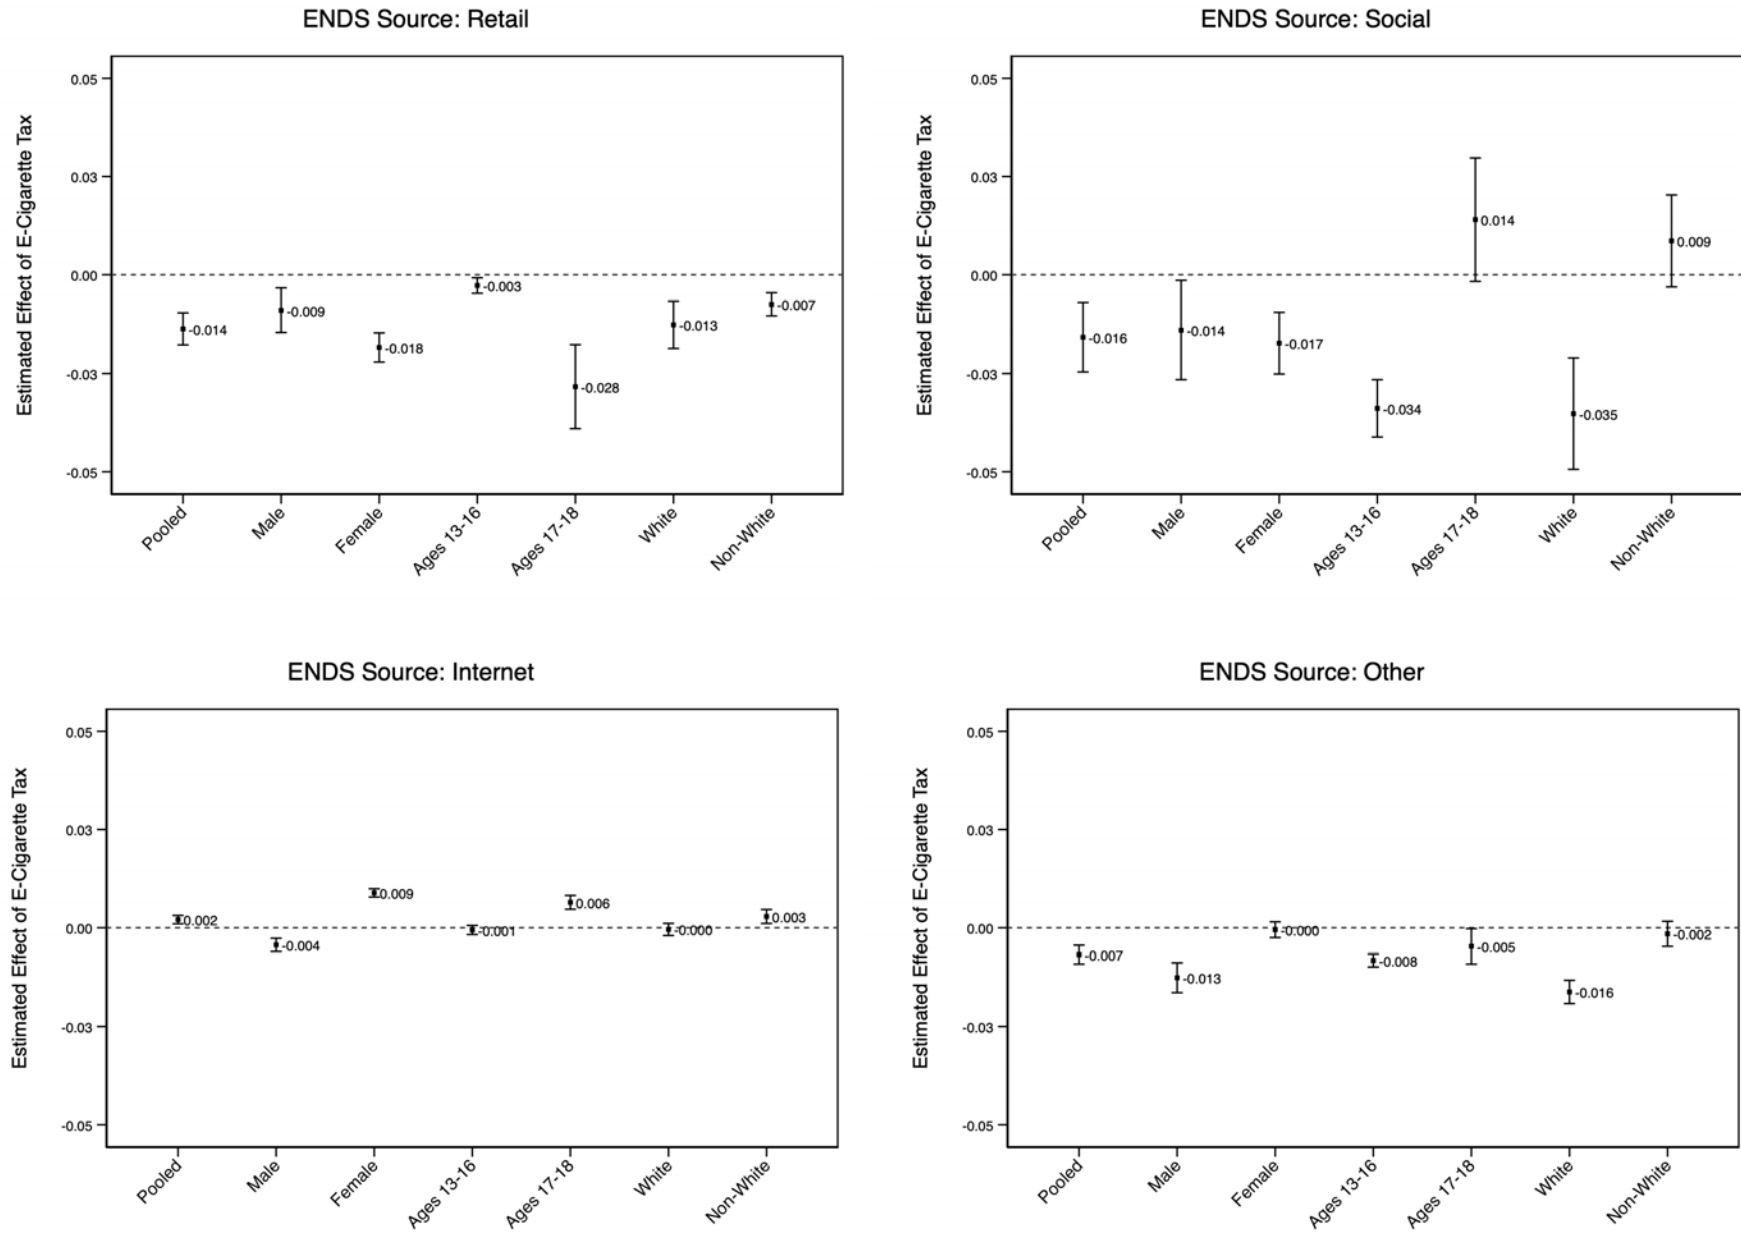 ENDS Source: Retail
Estimated Effect of E-Cigarette Tax
0.05
0.03
0.00
-0.03
-0.05
-0.014
-0.009
-0.018
-0.003
-0.028
-0.013
-0.007
Pooled
Male
Female
Ages 13-16
Ages 17-18
White
Non-White
ENDS Source: Social
Estimated Effect of E-Cigarette Tax
0.05
0.03
0.00
-0.03
-0.05
-0.016
-0.014
-0.017
-0.034
0.014
-0.035
0.009
Pooled
Male
Female
Ages 13-16
Ages 17-18
White
Non-White
ENDS Source: Internet
Estimated Effect of E-Cigarette Tax
0.05
0.03
0.00
-0.03
-0.05
0.002
-0.004
0.009
-0.001
0.006
-0.000
0.003
Pooled
Male
Female
Ages 13-16
Ages 17-18
White
Non-White
ENDS Source: Other
Estimated Effect of E-Cigarette Tax
0.05
0.03
0.00
-0.03
-0.05
-0.007
-0.013
-0.000
-0.008
-0.005
-0.016
-0.002
Pooled
Male
Female
Ages 13-16
Ages 17-18
White
Non-White